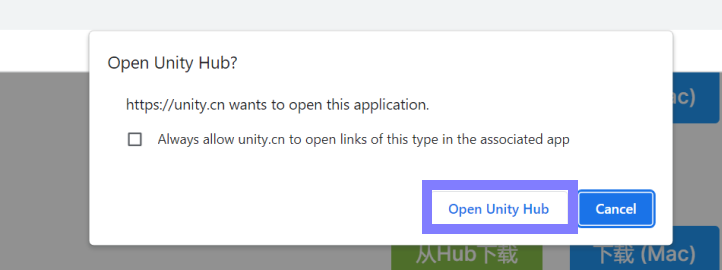 Open Unity Hub?
https://unity.cn wants to open this application.
Always allow unity.cn to open links of this type in the associated app
Open Unity Hub
Cancel
从Hub下载
下载 (Mac)